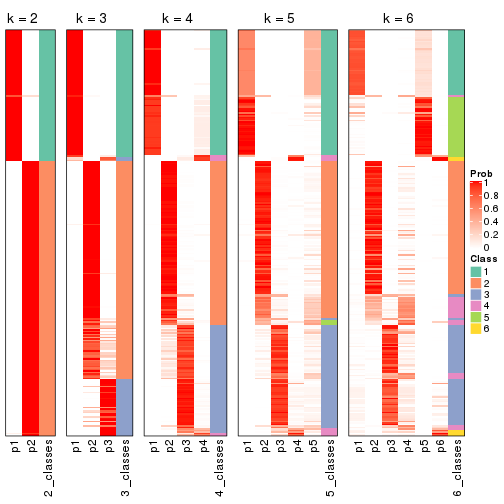 k = 2
k = 3
k = 4
k = 5
k = 6
p1
p2
2_classes
p1
p2
p3
3_classes
p1
p2
p3
p4
4_classes
p1
p2
p3
p4
p5
5_classes
p1
p2
p3
p4
p5
p6
6_classes
Prob
1
0.8
0.6
0.4
0.2
0
Class
1
2
3
4
5
6